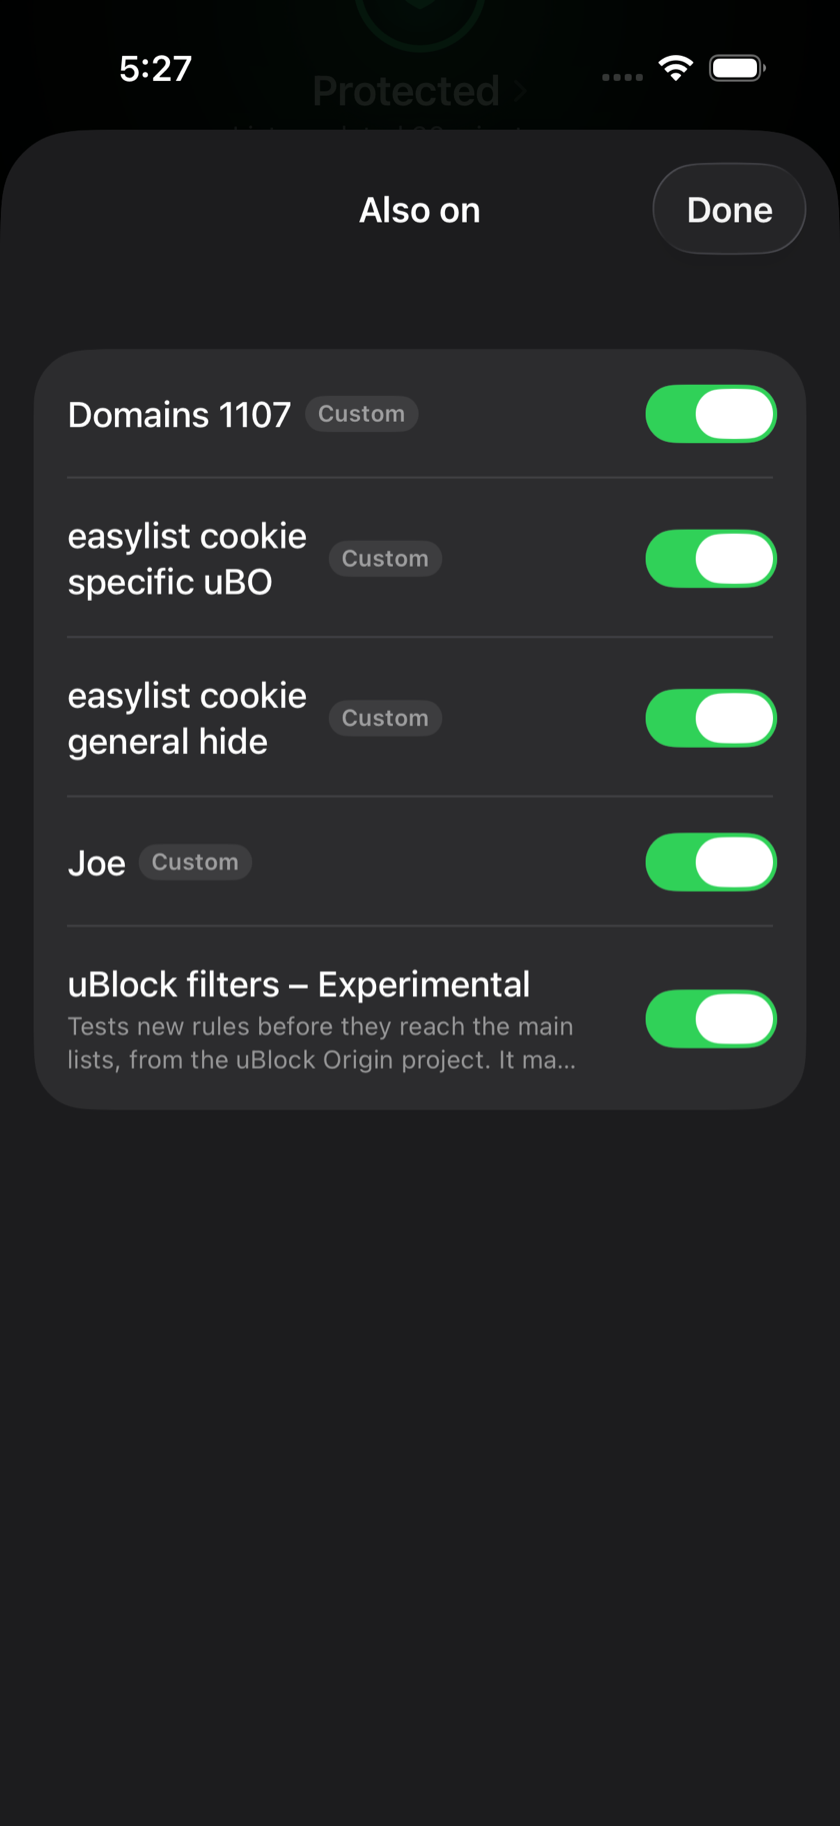 5:27
Protected
Also on
Done
Domains 1107 Custom
easylist cookie
specific uBO
Custom
easylist cookie
general hide
Custom
Joe Custom
uBlock filters – Experimental
Tests new rules before they reach the main
lists, from the uBlock Origin project. It ma...